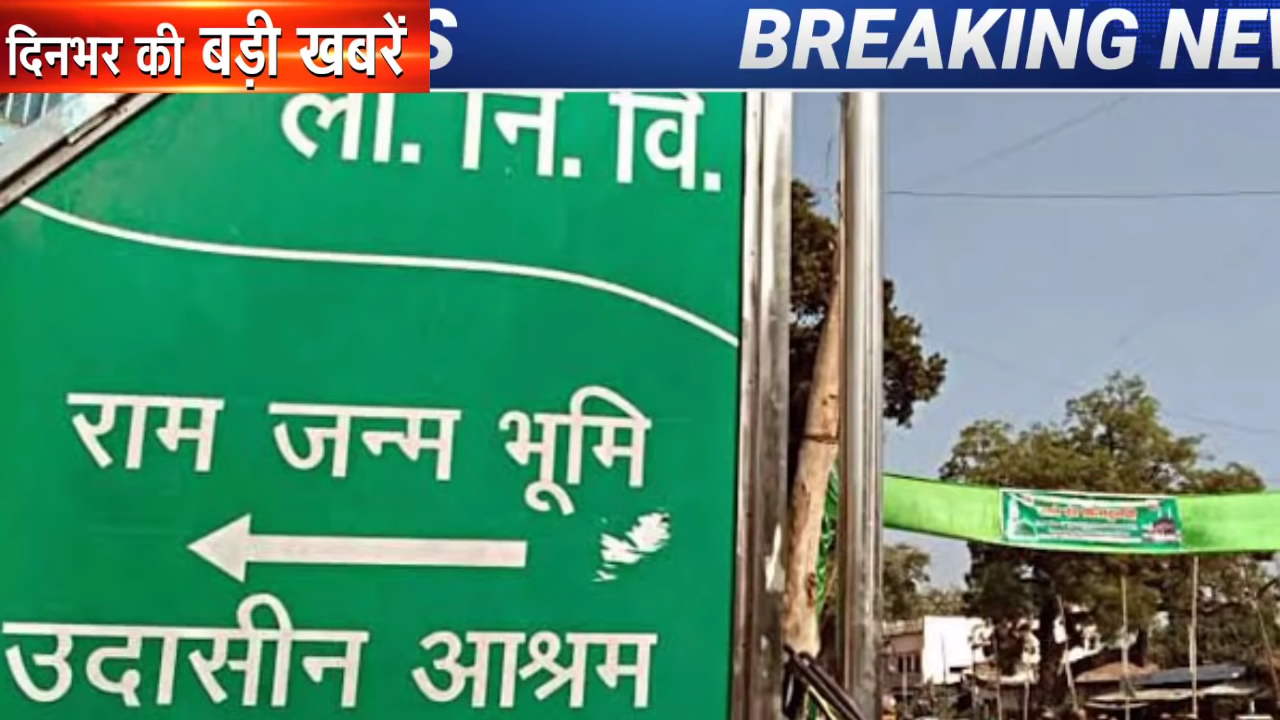 दिनभर की बड़ी खबरें
S
BREAKING NEW
लो. नि. वि.
राम जन्म भूमि
उदासीन आश्रम